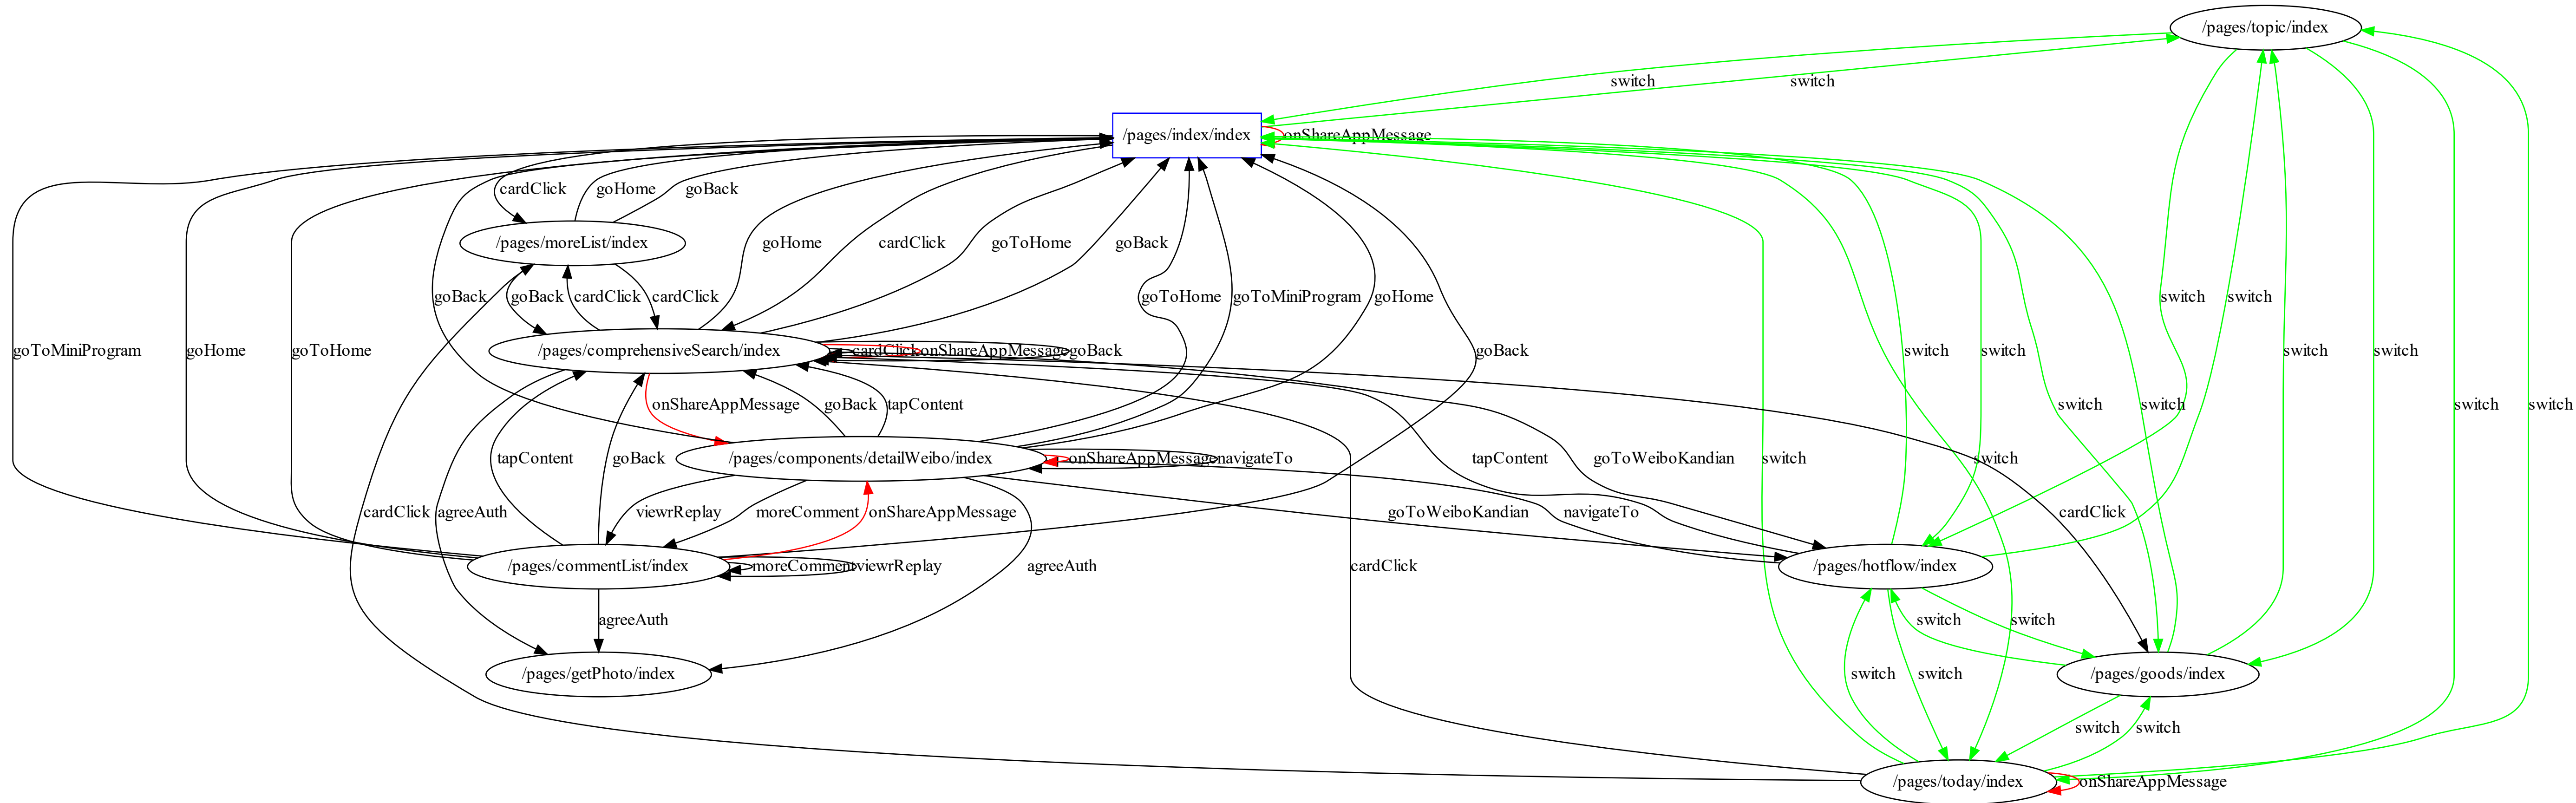 /pages/topic/index
switch
switch
/pages/index/index
onShareAppMessage
cardClick
goHome
goBack
/pages/moreList/index
goHome
cardClick
goToHome
goBack
goBack
goBack
cardClick
cardClick
goToHome
goToMiniProgram
goHome
switch
switch
goToMiniProgram
goHome
goToHome
/pages/comprehensiveSearch/index
cardClick
onShareAppMessage
goBack
goBack
switch
switch
switch
switch
switch
switch
onShareAppMessage
goBack
tapContent
switch
switch
tapContent
goBack
/pages/components/detailWeibo/index
onShareAppMessage
navigateTo
tapContent
goToWeiboKandian
switch
switch
cardClick
agreeAuth
viewrReplay
moreComment
onShareAppMessage
goToWeiboKandian
navigateTo
cardClick
/pages/commentList/index
moreComment
viewrReplay
agreeAuth
cardClick
/pages/hotflow/index
agreeAuth
switch
switch
/pages/getPhoto/index
switch
switch
/pages/goods/index
switch
switch
/pages/today/index
onShareAppMessage